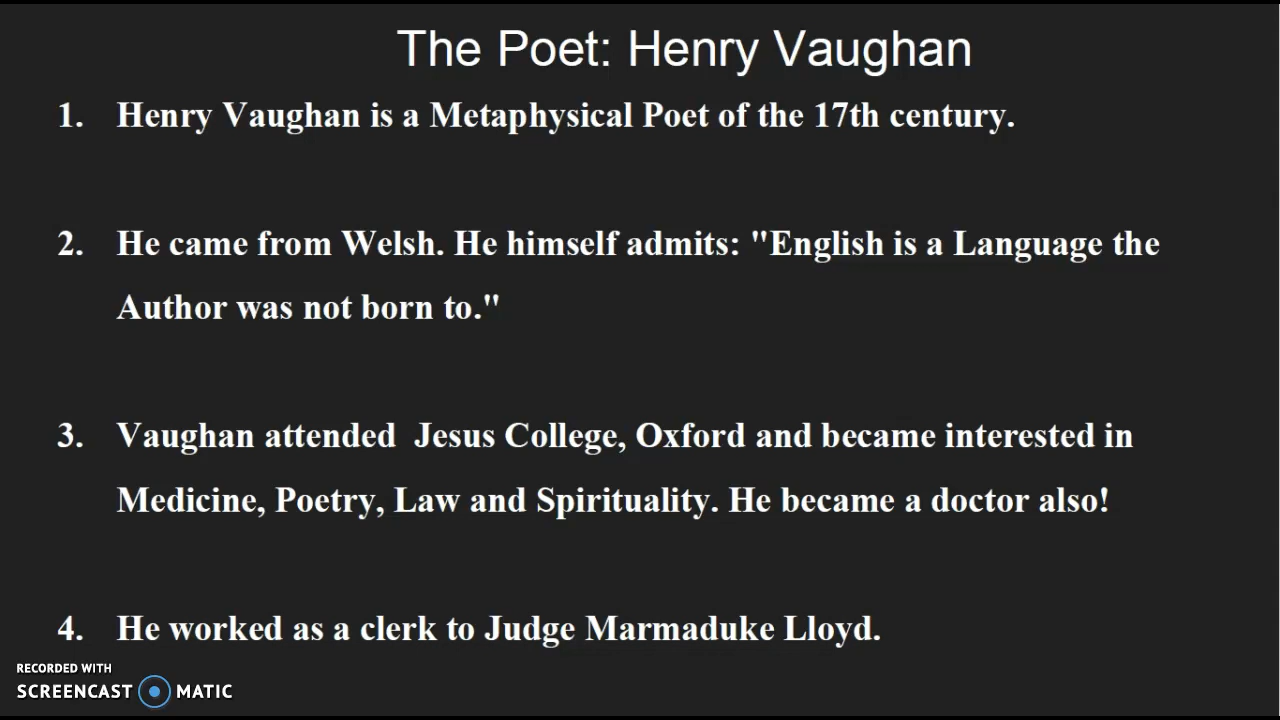 The Poet: Henry Vaughan
1. Henry Vaughan is a Metaphysical Poet of the 17th century.
2. He came from Welsh. He himself admits: "English is a Language the
Author was not born to."
3. Vaughan attended Jesus College, Oxford and became interested in
Medicine, Poetry, Law and Spirituality. He became a doctor also!
4. He worked as a clerk to Judge Marmaduke Lloyd.
RECORDED WITH
SCREENCAST MATIC